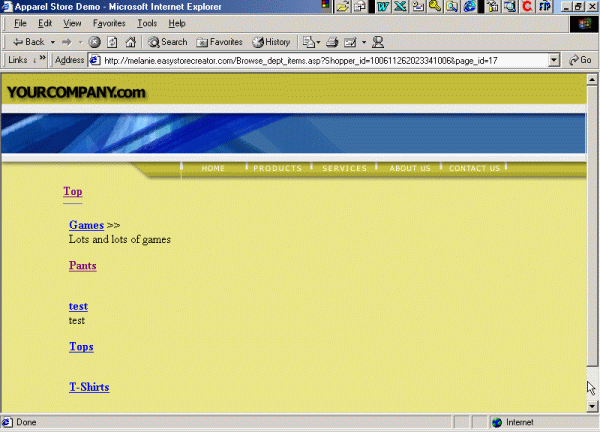 Apparel Store Demo - Microsoft Internet Explorer
File Edit View Favorites Tools Help
Back Search Favorites History
Links » Address http://melanie.easystorecreator.com/Browse_dept_items.asp?Shopper_id=100611262023341006&page_id=17 Go
YOURCOMPANY.com
HOME PRODUCTS SERVICES ABOUT US CONTACT US
Top
Games >>
Lots and lots of games
Pants
test
test
Tops
T-Shirts
Done Internet